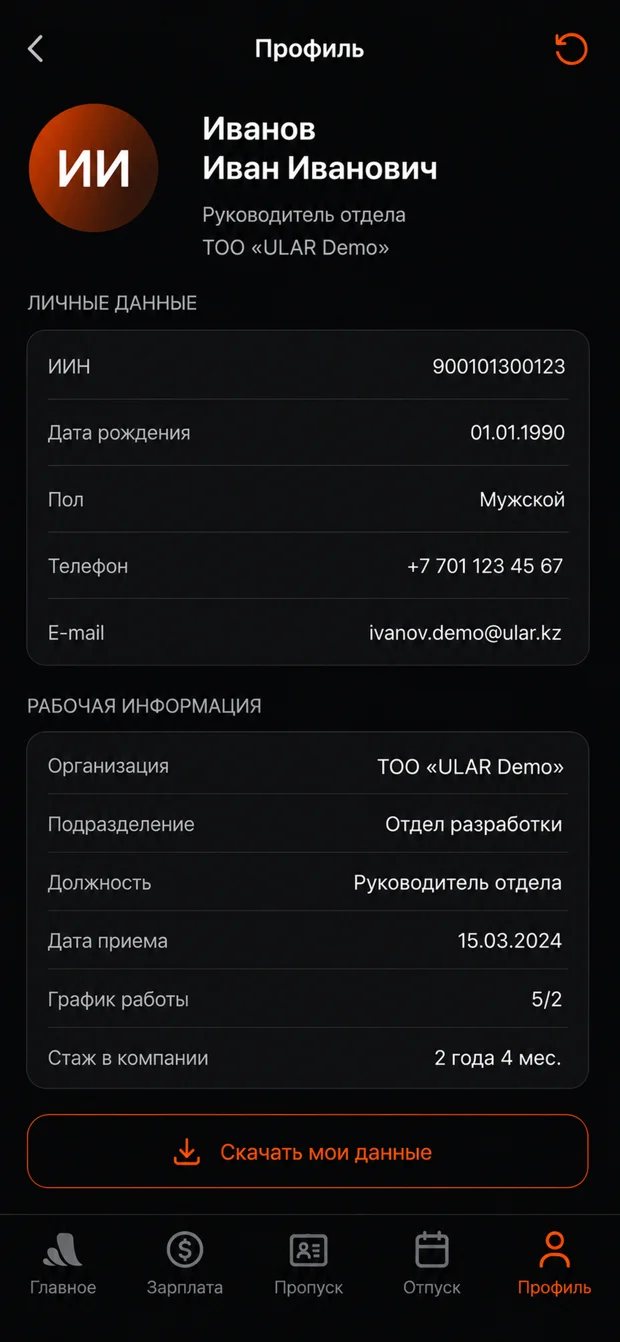 Профиль
ИИ
Иванов
Иван Иванович
Руководитель отдела
ТОО «ULAR Demo»
ЛИЧНЫЕ ДАННЫЕ
ИИН 900101300123
Дата рождения 01.01.1990
Пол Мужской
Телефон +7 701 123 45 67
E-mail ivanov.demo@ular.kz
РАБОЧАЯ ИНФОРМАЦИЯ
Организация ТОО «ULAR Demo»
Подразделение Отдел разработки
Должность Руководитель отдела
Дата приема 15.03.2024
График работы 5/2
Стаж в компании 2 года 4 мес.
Скачать мои данные
Главное Зарплата Пропуск Отпуск Профиль